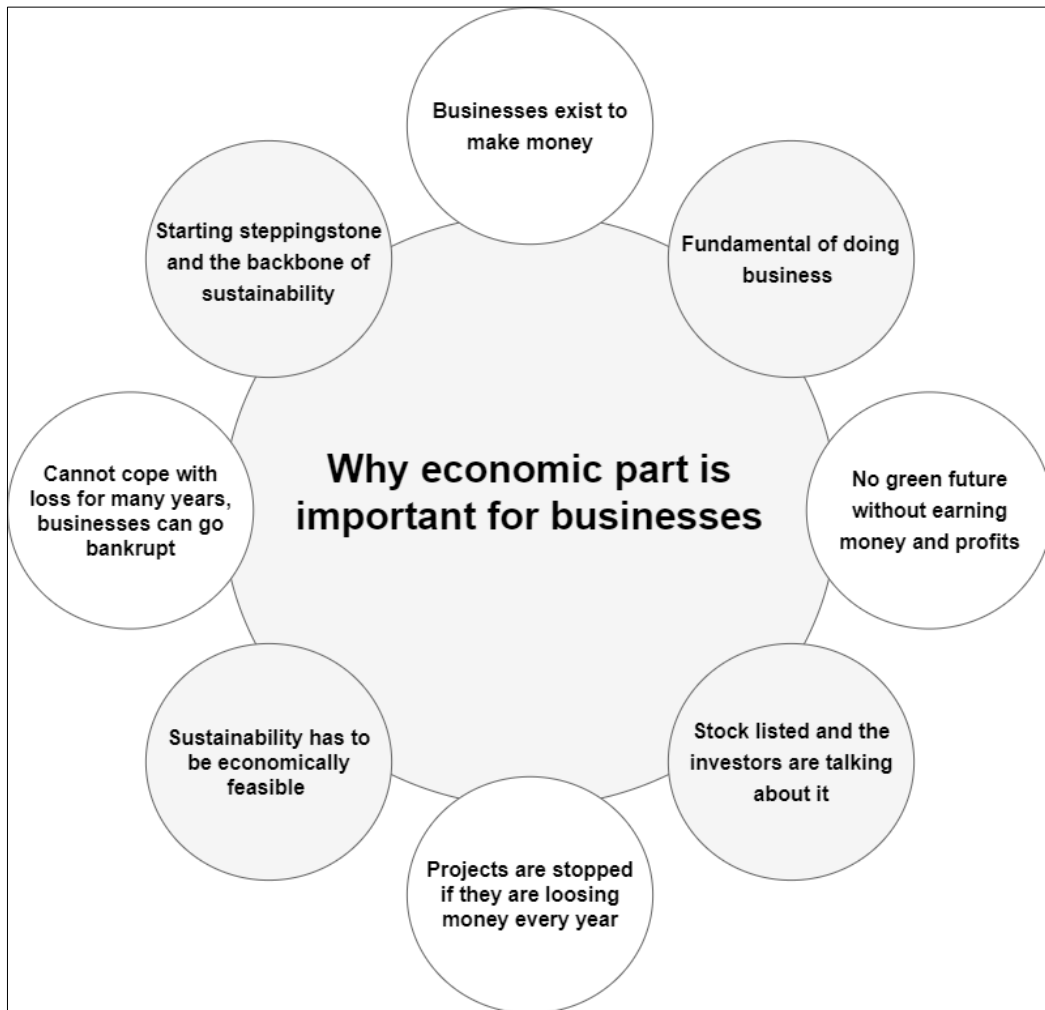 Businesses exist to
make money
Fundamental of doing
business
No green future
without earning
money and profits
Stock listed and the
investors are talking
about it
Projects are stopped
if they are loosing
money every year
Sustainability has to
be economically
feasible
Cannot cope with
loss for many years,
businesses can go
bankrupt
Starting steppingstone
and the backbone of
sustainability
Why economic part is
important for businesses